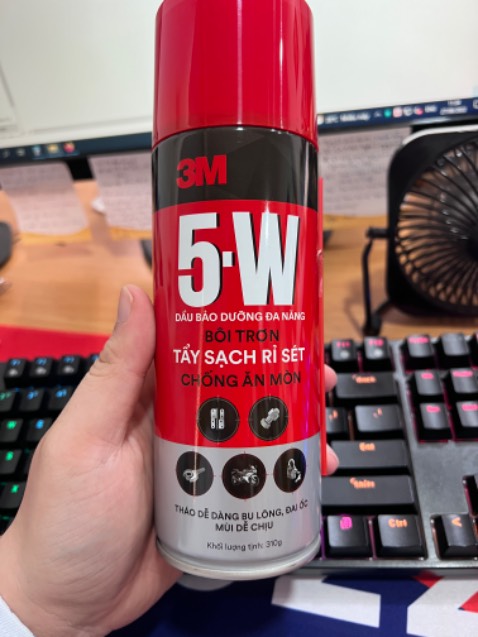 3M
5-W
DẦU BẢO DƯỠNG ĐA NĂNG
BÔI TRƠN
TẨY SẠCH RỈ SÉT
CHỐNG ĂN MÒN
THÁO DỄ DÀNG BU LÔNG, ĐAI ỐC
MÙI DỄ CHỊU
Khối lượng tịnh: 310g
Ctrl